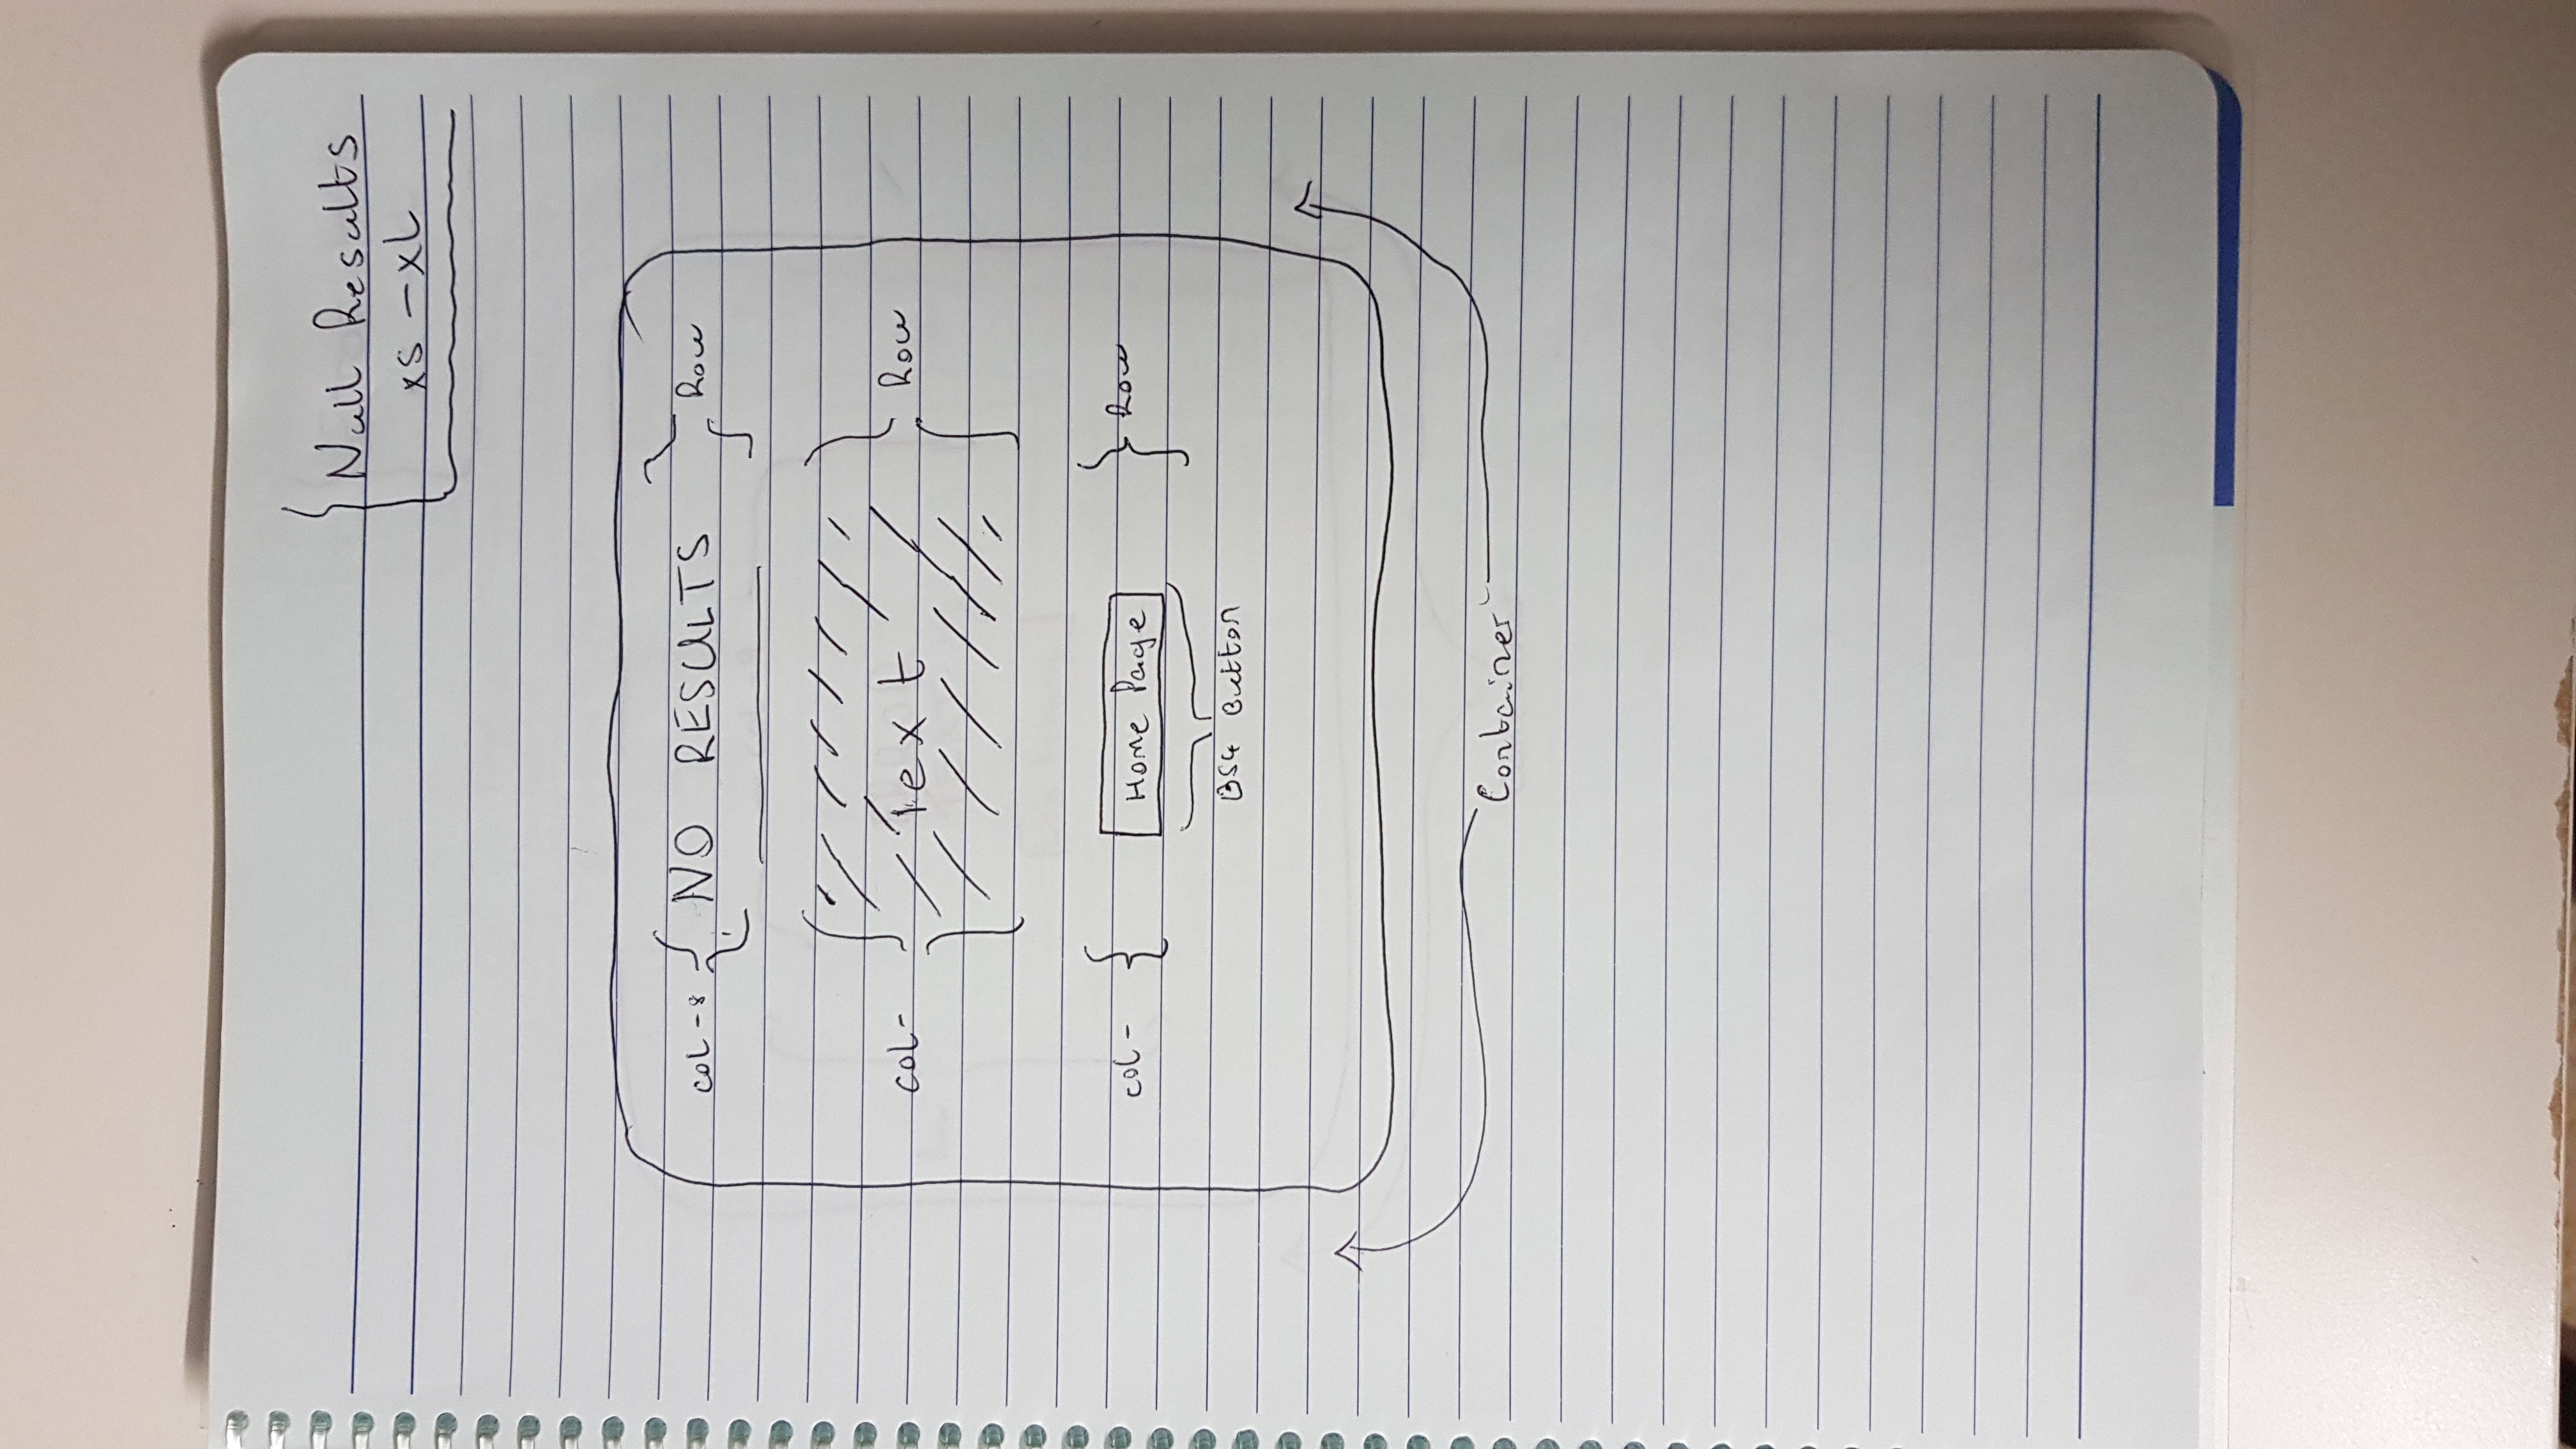 Null Results
xs - xL
col-8 { NO RESULTS } Row
col- { Text } Row
col- { Home Page } Row
BS4 Button
Container